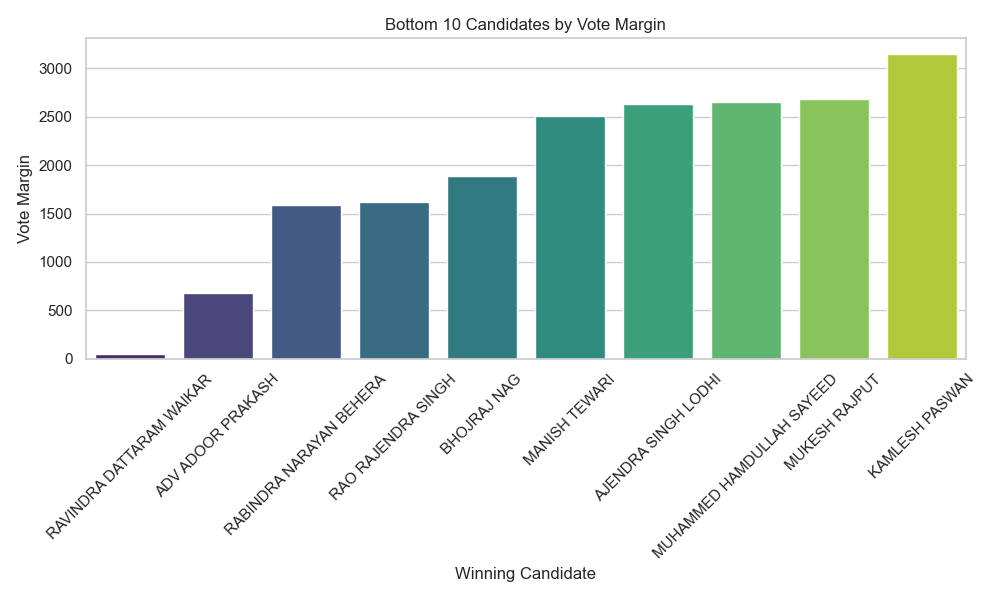 Bottom 10 Candidates by Vote Margin
Vote Margin
3000
2500
2000
1500
1000
500
0
RAVINDRA DATTARAM WAIKAR
ADV ADOOR PRAKASH
RABINDRA NARAYAN BEHERA
RAO RAJENDRA SINGH
BHOJRAJ NAG
MANISH TEWARI
AJENDRA SINGH LODHI
MUHAMMED HAMDULLAH SAYEED
MUKESH RAJPUT
KAMLESH PASWAN
Winning Candidate